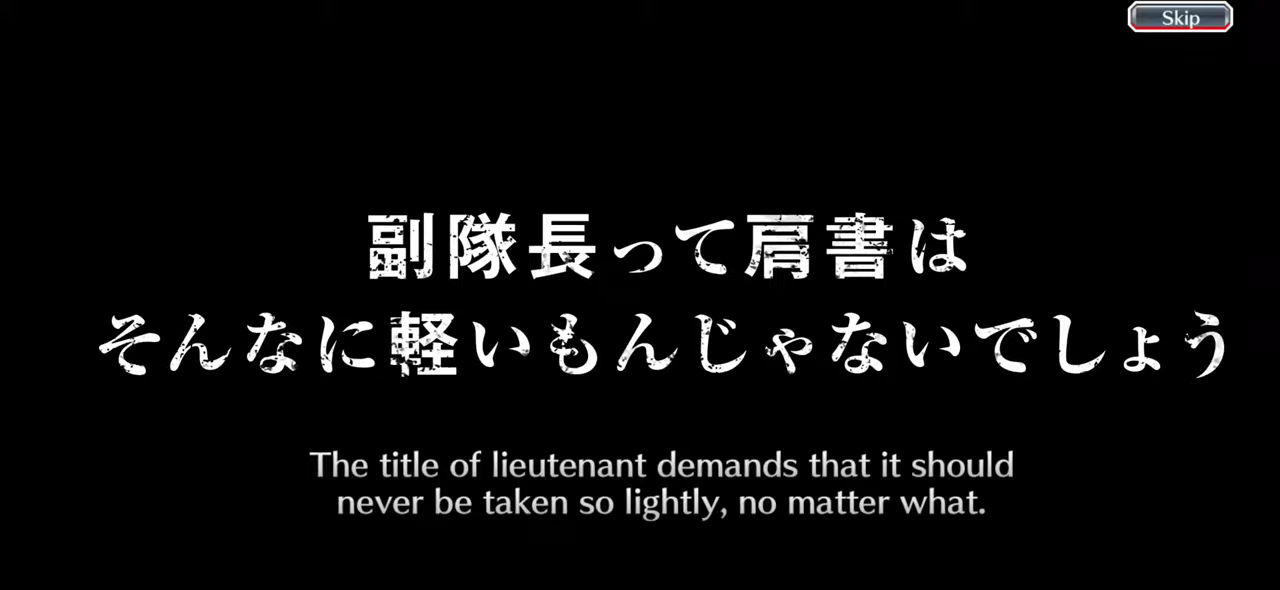 Skip
副隊長って肩書は
そんなに軽いもんじゃないでしょう
The title of lieutenant demands that it should
never be taken so lightly, no matter what.